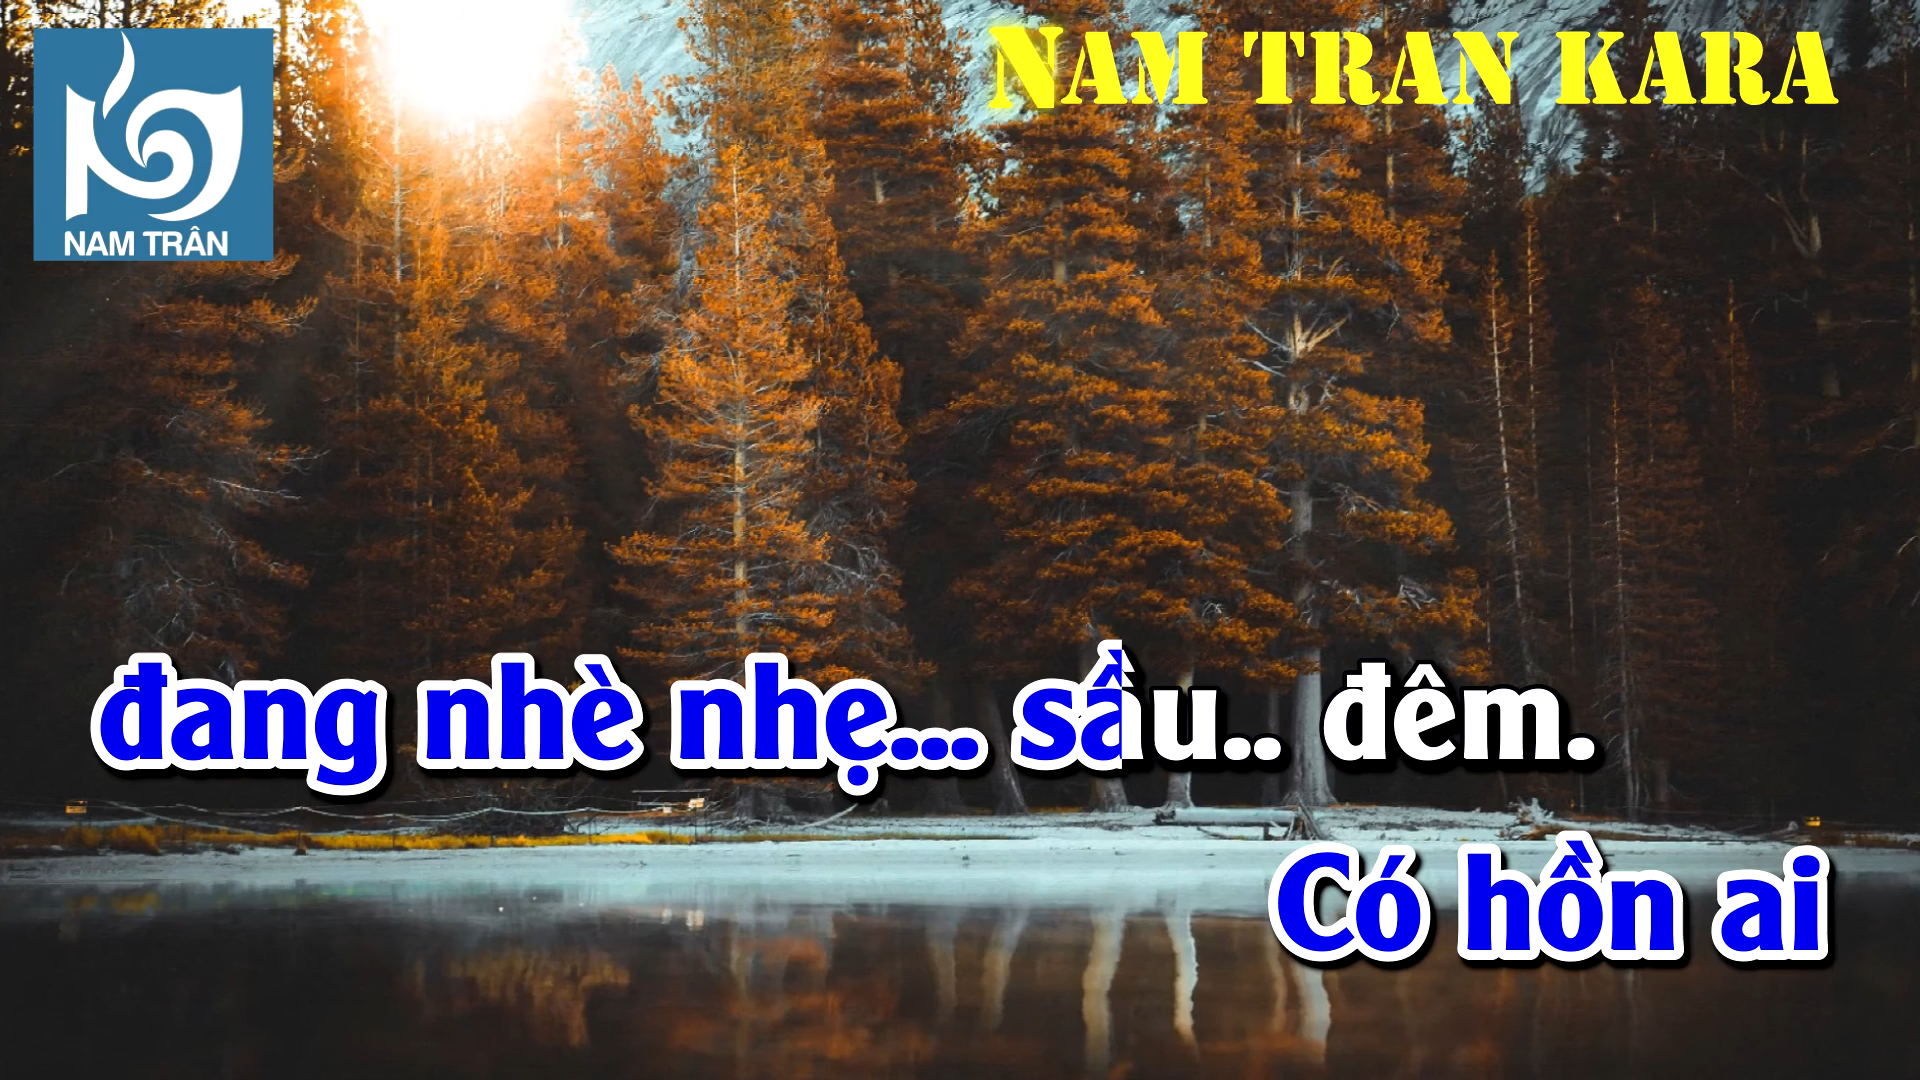 NAM TRAN KARA
NAM TRÂN
đang nhè nhẹ... sầu.. đêm.
Có hồn ai